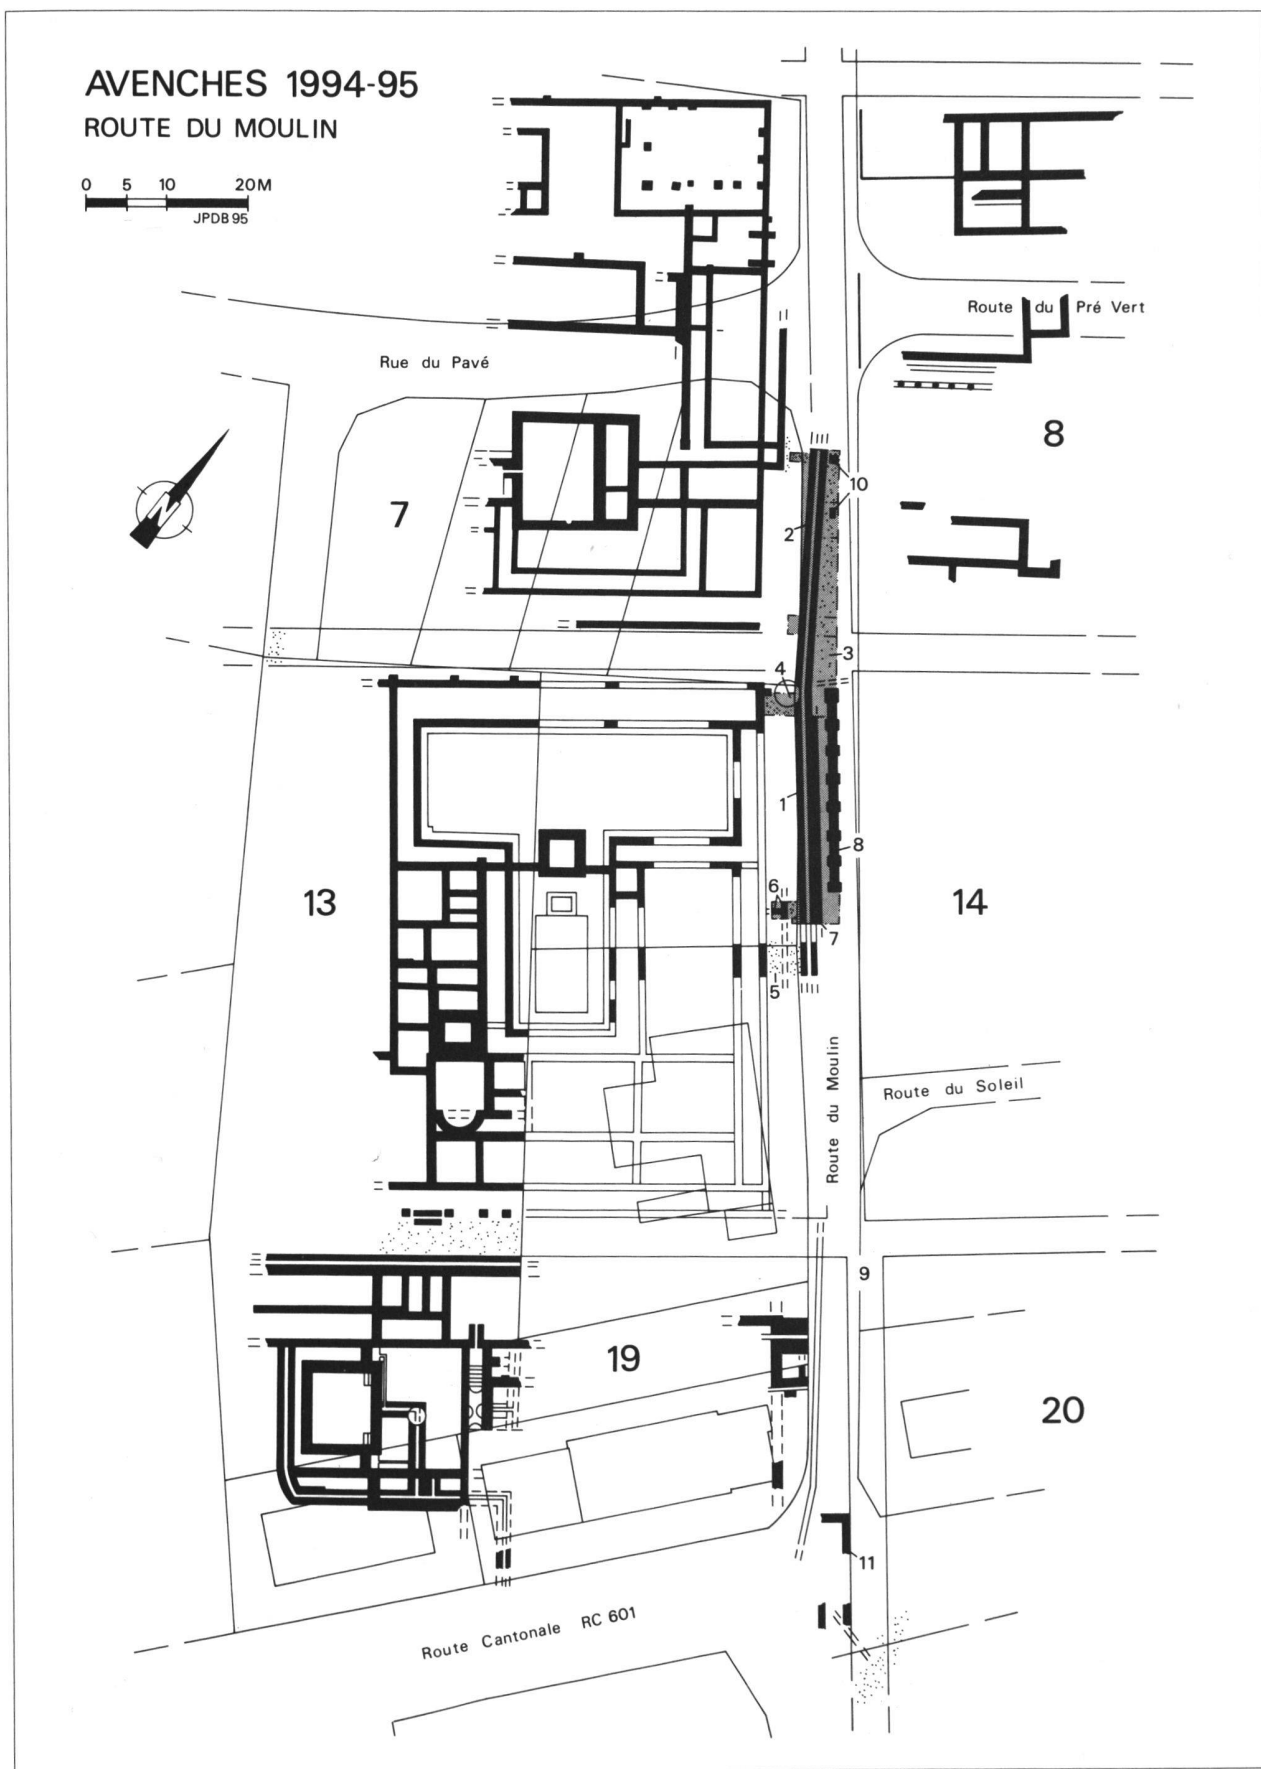 AVENCHES 1994-95
ROUTE DU MOULIN
0 5 10 20M
JPDB 95
Route du Pré Vert
Rue du Pavé
8
10
7
2
3
4
1
8
13
6
14
7
5
Route du Moulin
Route du Soleil
9
19
20
11
Route Cantonale RC 601